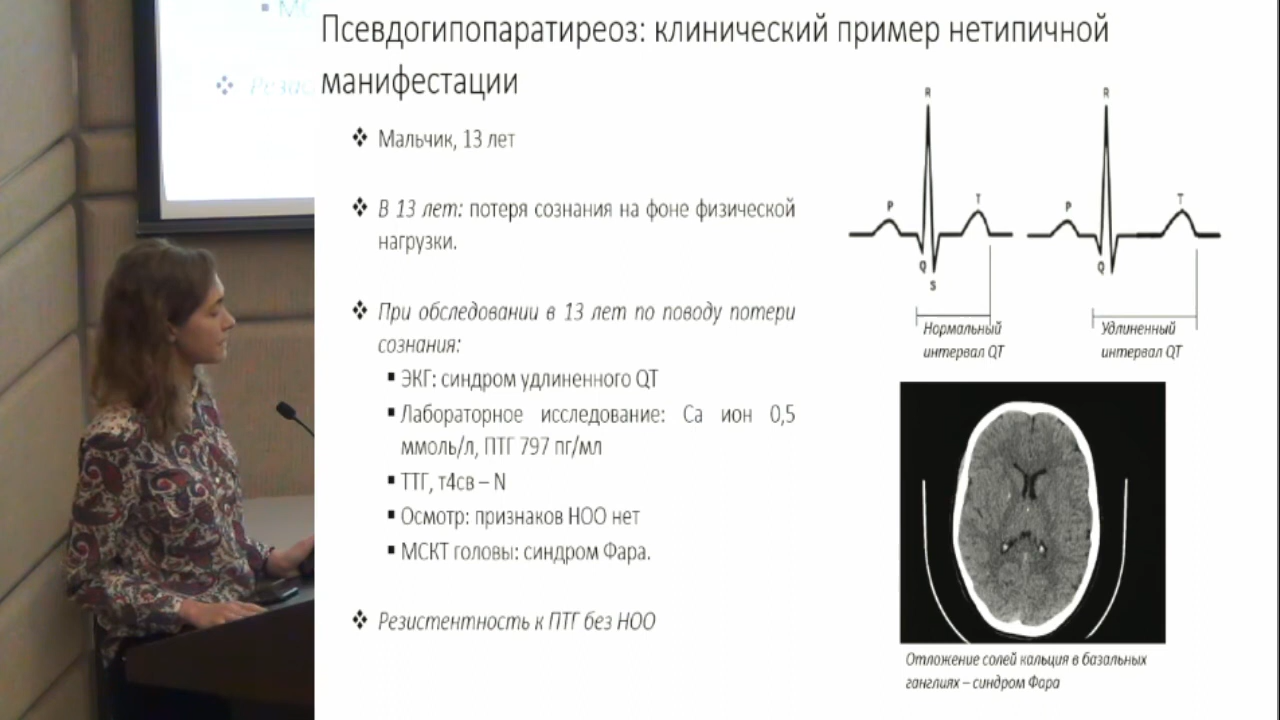 МС
Резис
Псевдогипопаратиреоз: клинический пример нетипичной
манифестации
❖ Мальчик, 13 лет
❖ В 13 лет: потеря сознания на фоне физической
нагрузки.
❖ При обследовании в 13 лет по поводу потери
сознания:
▪ ЭКГ: синдром удлиненного QT
▪ Лабораторное исследование: Ca ион 0,5
ммоль/л, ПТГ 797 пг/мл
▪ ТТГ, т4св – N
▪ Осмотр: признаков НОО нет
▪ МСКТ головы: синдром Фара.
❖ Резистентность к ПТГ без НОО
R
P
T
Q
S
Нормальный
интервал QT
R
P
T
Q
Удлиненный
интервал QT
Отложение солей кальция в базальных
ганглиях – синдром Фара